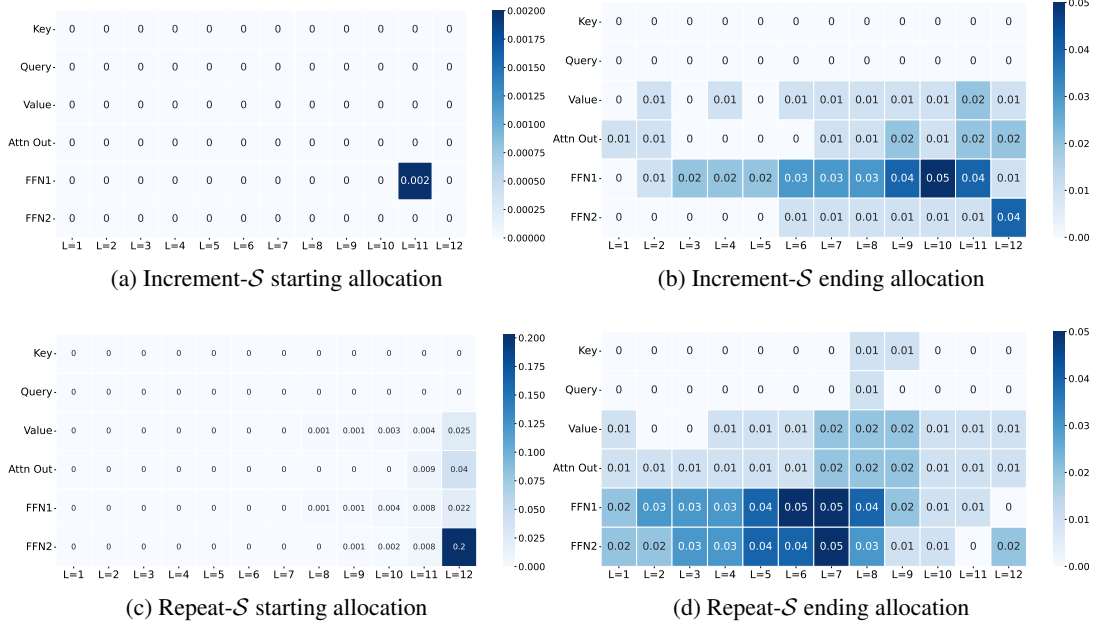 Key 0 0 0 0 0 0 0 0 0 0 0 0
Query 0 0 0 0 0 0 0 0 0 0 0 0
Value 0 0 0 0 0 0 0 0 0 0 0 0
Attn Out 0 0 0 0 0 0 0 0 0 0 0 0
FFN1 0 0 0 0 0 0 0 0 0 0 0.002 0
FFN2 0 0 0 0 0 0 0 0 0 0 0 0
L=1 L=2 L=3 L=4 L=5 L=6 L=7 L=8 L=9 L=10 L=11 L=12
0.00200
0.00175
0.00150
0.00125
0.00100
0.00075
0.00050
0.00025
0.00000
(a) Increment-S starting allocation
Key 0 0 0 0 0 0 0 0 0 0 0 0
Query 0 0 0 0 0 0 0 0 0 0 0 0
Value 0 0.01 0 0.01 0 0.01 0.01 0.01 0.01 0.01 0.02 0.01
Attn Out 0.01 0.01 0 0 0 0 0.01 0.01 0.02 0.01 0.02 0.02
FFN1 0 0.01 0.02 0.02 0.02 0.03 0.03 0.03 0.04 0.05 0.04 0.01
FFN2 0 0 0 0 0 0.01 0.01 0.01 0.01 0.01 0.01 0.04
L=1 L=2 L=3 L=4 L=5 L=6 L=7 L=8 L=9 L=10 L=11 L=12
0.05
0.04
0.03
0.02
0.01
0.00
(b) Increment-S ending allocation
Key 0 0 0 0 0 0 0 0 0 0 0 0
Query 0 0 0 0 0 0 0 0 0 0 0 0
Value 0 0 0 0 0 0 0 0.001 0.001 0.003 0.004 0.025
Attn Out 0 0 0 0 0 0 0 0 0 0 0.009 0.04
FFN1 0 0 0 0 0 0 0 0.001 0.001 0.004 0.008 0.022
FFN2 0 0 0 0 0 0 0 0 0.001 0.002 0.008 0.2
L=1 L=2 L=3 L=4 L=5 L=6 L=7 L=8 L=9 L=10 L=11 L=12
0.200
0.175
0.150
0.125
0.100
0.075
0.050
0.025
0.000
(c) Repeat-S starting allocation
Key 0 0 0 0 0 0 0 0.01 0.01 0 0 0
Query 0 0 0 0 0 0 0 0.01 0 0 0 0
Value 0.01 0 0 0.01 0.01 0.01 0.02 0.02 0.02 0.01 0.01 0.01
Attn Out 0.01 0.01 0.01 0.01 0.01 0.01 0.02 0.02 0.02 0.01 0.01 0.01
FFN1 0.02 0.03 0.03 0.03 0.04 0.05 0.05 0.04 0.02 0.01 0.01 0
FFN2 0.02 0.02 0.03 0.03 0.04 0.04 0.05 0.03 0.01 0.01 0 0.02
L=1 L=2 L=3 L=4 L=5 L=6 L=7 L=8 L=9 L=10 L=11 L=12
0.05
0.04
0.03
0.02
0.01
0.00
(d) Repeat-S ending allocation